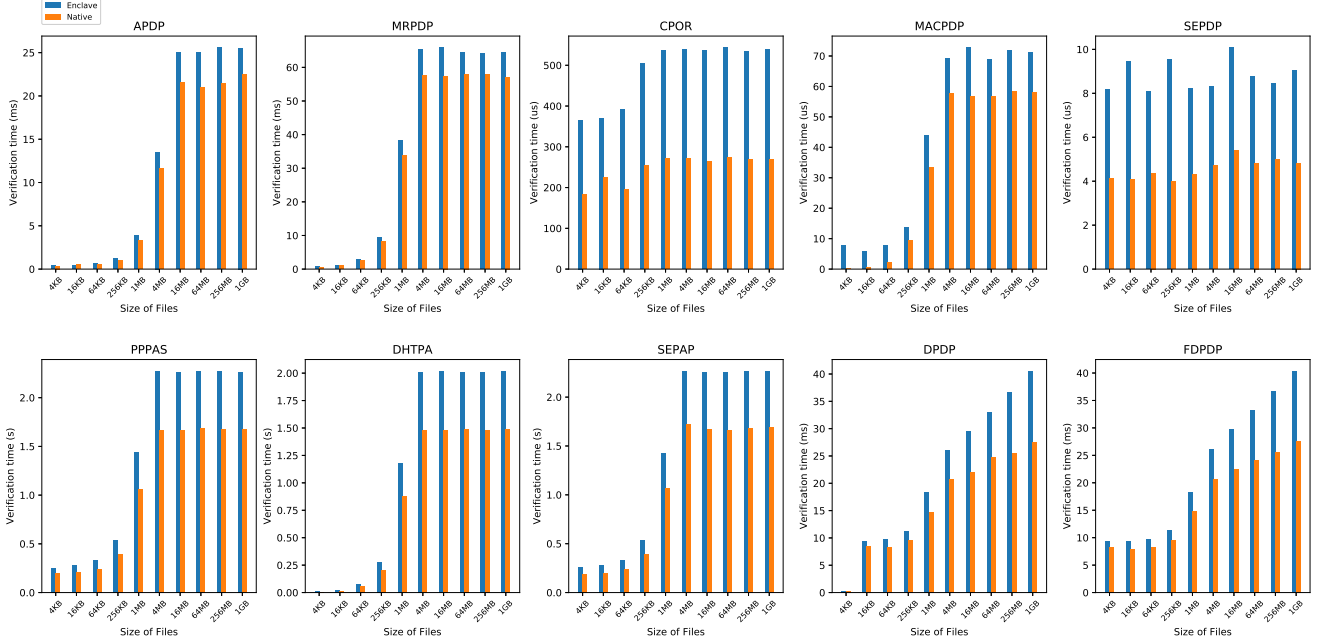 Enclave
Native
APDP
Verification time (ms)
25
20
15
10
5
0
4KB 16KB 64KB 256KB 1MB 4MB 16MB 64MB 256MB 1GB
Size of Files
MRPDP
Verification time (ms)
60
50
40
30
20
10
0
4KB 16KB 64KB 256KB 1MB 4MB 16MB 64MB 256MB 1GB
Size of Files
CPOR
Verification time (us)
500
400
300
200
100
0
4KB 16KB 64KB 256KB 1MB 4MB 16MB 64MB 256MB 1GB
Size of Files
MACPDP
Verification time (us)
70
60
50
40
30
20
10
0
4KB 16KB 64KB 256KB 1MB 4MB 16MB 64MB 256MB 1GB
Size of Files
SEPDP
Verification time (us)
10
8
6
4
2
0
4KB 16KB 64KB 256KB 1MB 4MB 16MB 64MB 256MB 1GB
Size of Files
PPPAS
Verification time (s)
2.0
1.5
1.0
0.5
0.0
4KB 16KB 64KB 256KB 1MB 4MB 16MB 64MB 256MB 1GB
Size of Files
DHTPA
Verification time (s)
2.00
1.75
1.50
1.25
1.00
0.75
0.50
0.25
0.00
4KB 16KB 64KB 256KB 1MB 4MB 16MB 64MB 256MB 1GB
Size of Files
SEPAP
Verification time (s)
2.0
1.5
1.0
0.5
0.0
4KB 16KB 64KB 256KB 1MB 4MB 16MB 64MB 256MB 1GB
Size of Files
DPDP
Verification time (ms)
40
35
30
25
20
15
10
5
0
4KB 16KB 64KB 256KB 1MB 4MB 16MB 64MB 256MB 1GB
Size of Files
FDPDP
Verification time (ms)
40
35
30
25
20
15
10
5
0
4KB 16KB 64KB 256KB 1MB 4MB 16MB 64MB 256MB 1GB
Size of Files